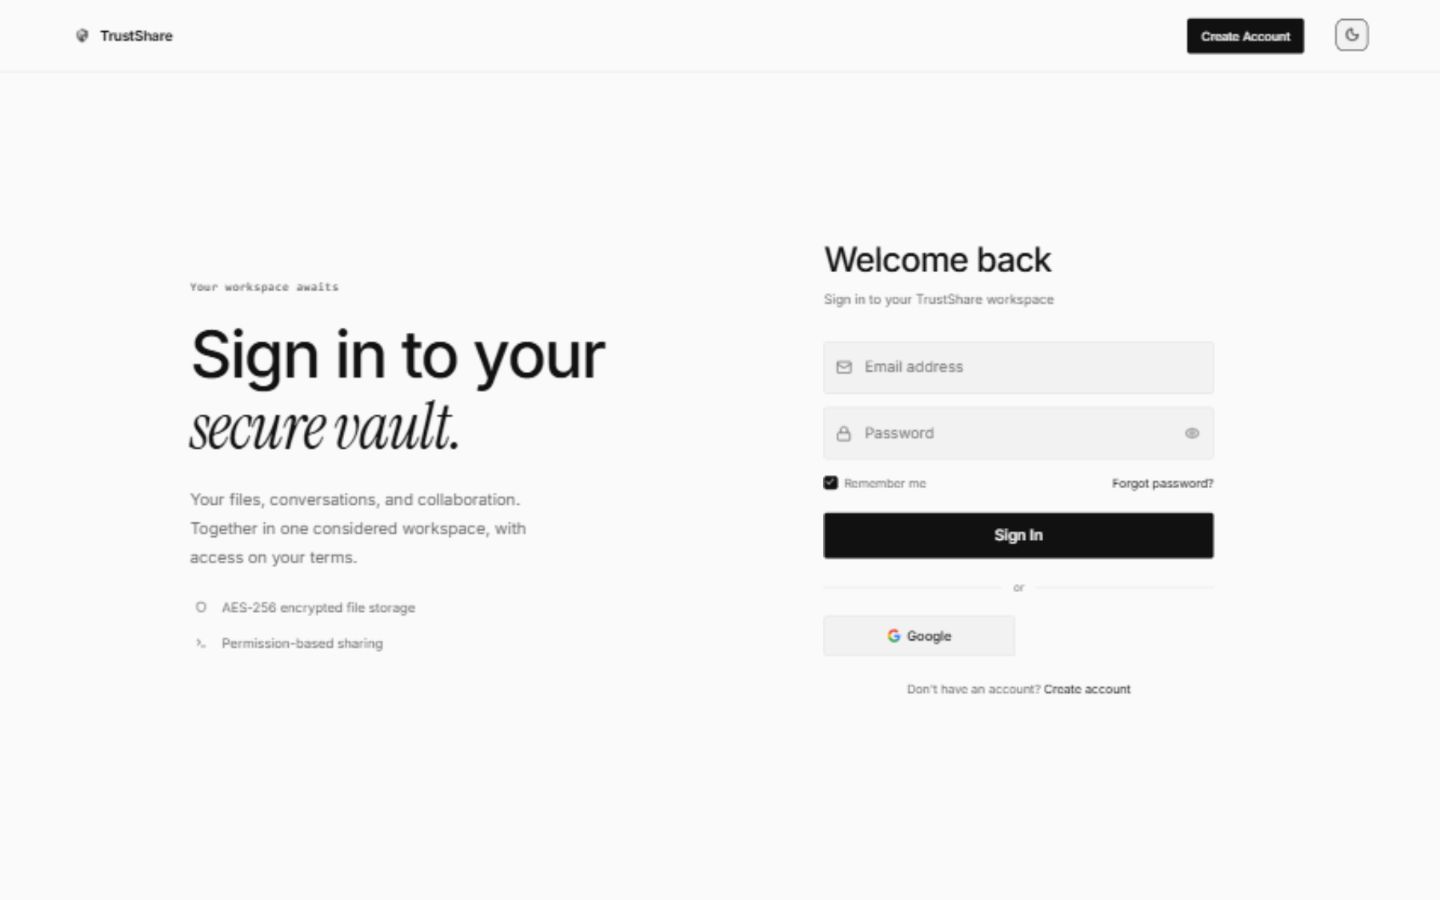 TrustShare
Create Account
Your workspace awaits
Sign in to your
secure vault.
Your files, conversations, and collaboration.
Together in one considered workspace, with
access on your terms.
AES-256 encrypted file storage
Permission-based sharing
Welcome back
Sign in to your TrustShare workspace
Email address
Password
Remember me
Forgot password?
Sign In
or
Google
Don't have an account? Create account